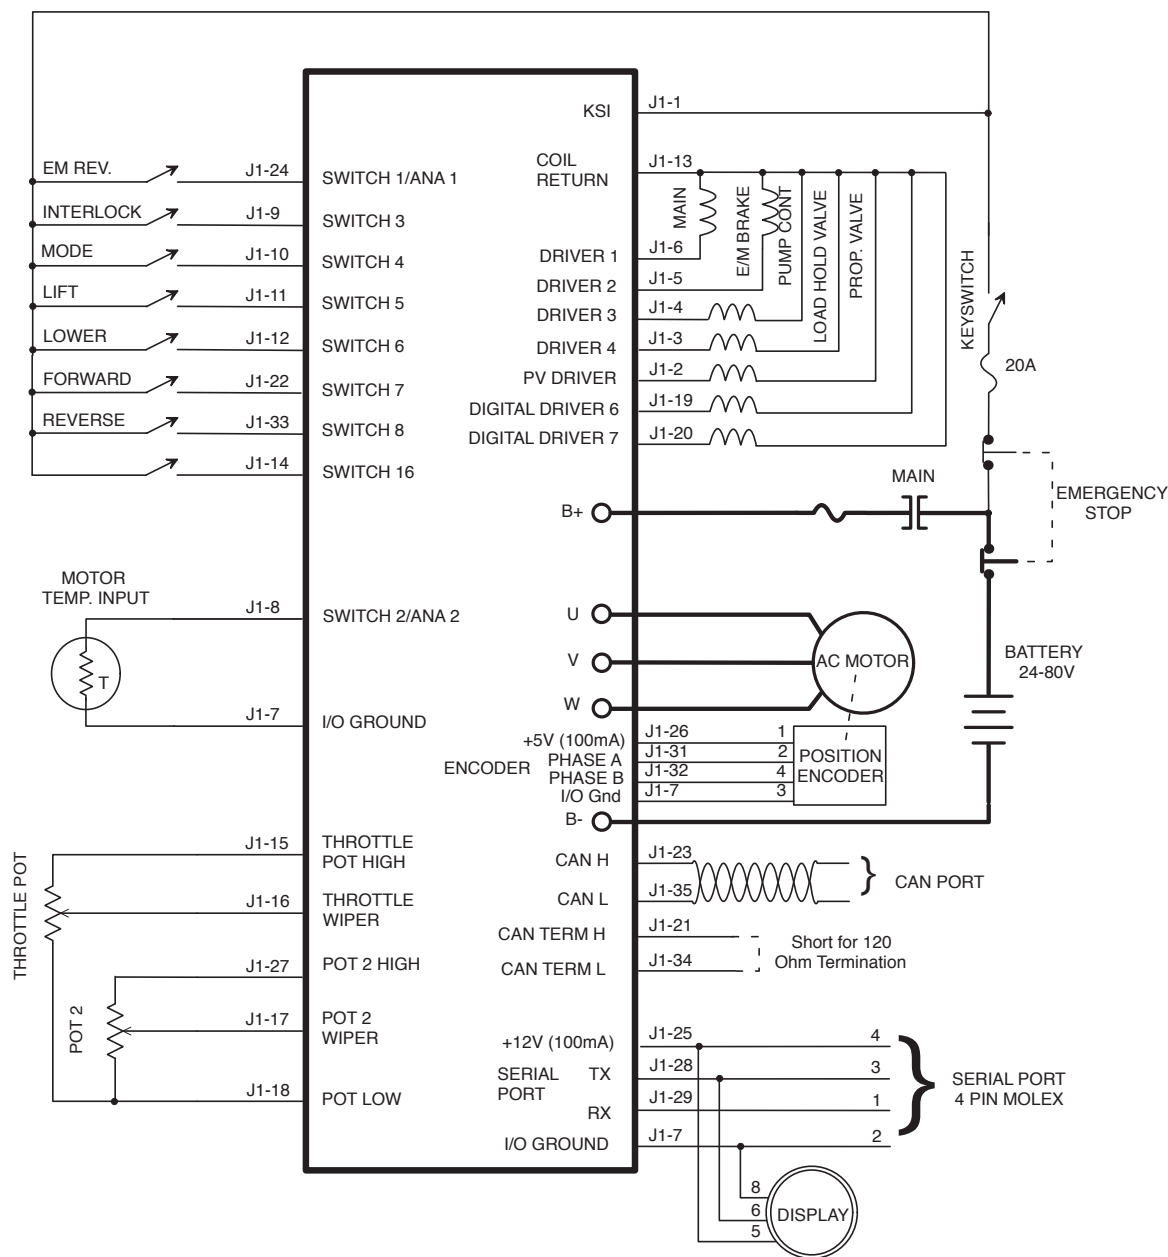 KSI
J1-1
COIL
RETURN
J1-13
EM REV.
J1-24
SWITCH 1/ANA 1
INTERLOCK
J1-9
SWITCH 3
MODE
J1-10
SWITCH 4
LIFT
J1-11
SWITCH 5
LOWER
J1-12
SWITCH 6
FORWARD
J1-22
SWITCH 7
REVERSE
J1-33
SWITCH 8
J1-14
SWITCH 16
MAIN
E/M BRAKE
PUMP CONT
LOAD HOLD VALVE
PROP. VALVE
DRIVER 1
J1-6
DRIVER 2
J1-5
DRIVER 3
J1-4
DRIVER 4
J1-3
PV DRIVER
J1-2
DIGITAL DRIVER 6
J1-19
DIGITAL DRIVER 7
J1-20
KEYSWITCH
20A
MAIN
EMERGENCY
STOP
B+
MOTOR
TEMP. INPUT
T
J1-8
SWITCH 2/ANA 2
J1-7
I/O GROUND
U
V
W
AC MOTOR
BATTERY
24-80V
ENCODER
+5V (100mA)
J1-26
1
PHASE A
J1-31
2
PHASE B
J1-32
4
I/O Gnd
J1-7
3
POSITION
ENCODER
B-
THROTTLE POT
J1-15
THROTTLE
POT HIGH
J1-16
THROTTLE
WIPER
POT 2
J1-27
POT 2 HIGH
J1-17
POT 2
WIPER
J1-18
POT LOW
CAN H
J1-23
CAN L
J1-35
CAN PORT
CAN TERM H
J1-21
CAN TERM L
J1-34
Short for 120
Ohm Termination
+12V (100mA)
J1-25
4
SERIAL
PORT
TX
J1-28
3
RX
J1-29
1
I/O GROUND
J1-7
2
SERIAL PORT
4 PIN MOLEX
8
6
5
DISPLAY